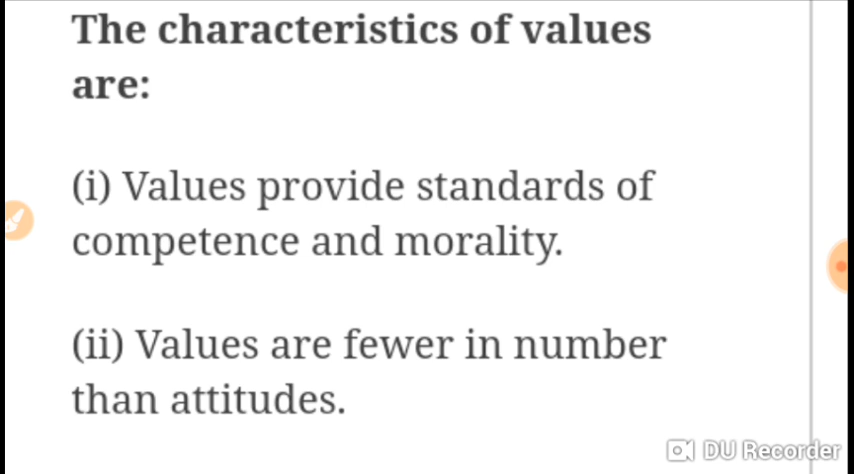 The characteristics of values
are:
(i) Values provide standards of
competence and morality.
(ii) Values are fewer in number
than attitudes.
DU Recorder